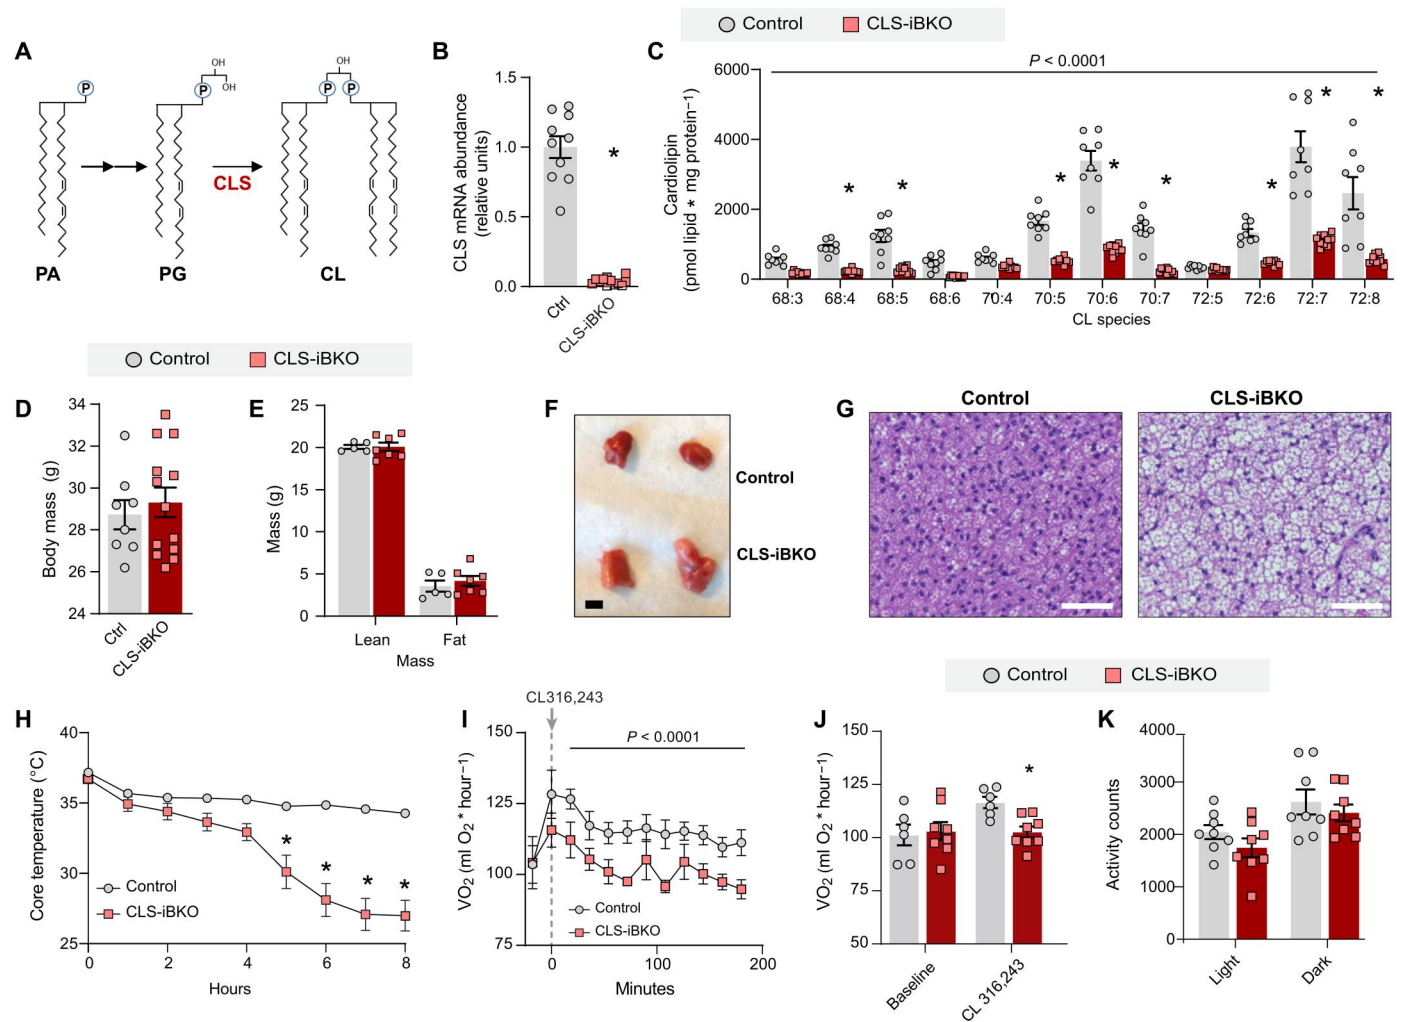 Control CLS-iBKO
A
P
OH
OH
P
OH
P P
CLS
PA PG CL
B
CLS mRNA abundance
(relative units)
1.5
1.0
0.5
0.0
*
Ctrl
CLS-iBKO
C
P < 0.0001
Cardiolipin
(pmol lipid * mg protein−1)
6000
4000
2000
0
* * * * * * * *
68:3 68:4 68:5 68:6 70:4 70:5 70:6 70:7 72:5 72:6 72:7 72:8
CL species
Control CLS-iBKO
D
Body mass (g)
34
32
30
28
26
24
Ctrl
CLS-iBKO
E
Mass (g)
25
20
15
10
5
0
Lean Fat
Mass
F
Control
CLS-iBKO
G
Control CLS-iBKO
Control CLS-iBKO
H
Core temperature (°C)
40
35
30
25
* * * *
Control
CLS-iBKO
0 2 4 6 8
Hours
I
CL316,243
P < 0.0001
VO2 (ml O2 * hour−1)
150
125
100
75
Control
CLS-iBKO
0 100 200
Minutes
J
VO2 (ml O2 * hour−1)
150
125
100
75
50
*
Baseline
CL 316,243
K
Activity counts
4000
3000
2000
1000
0
Light
Dark